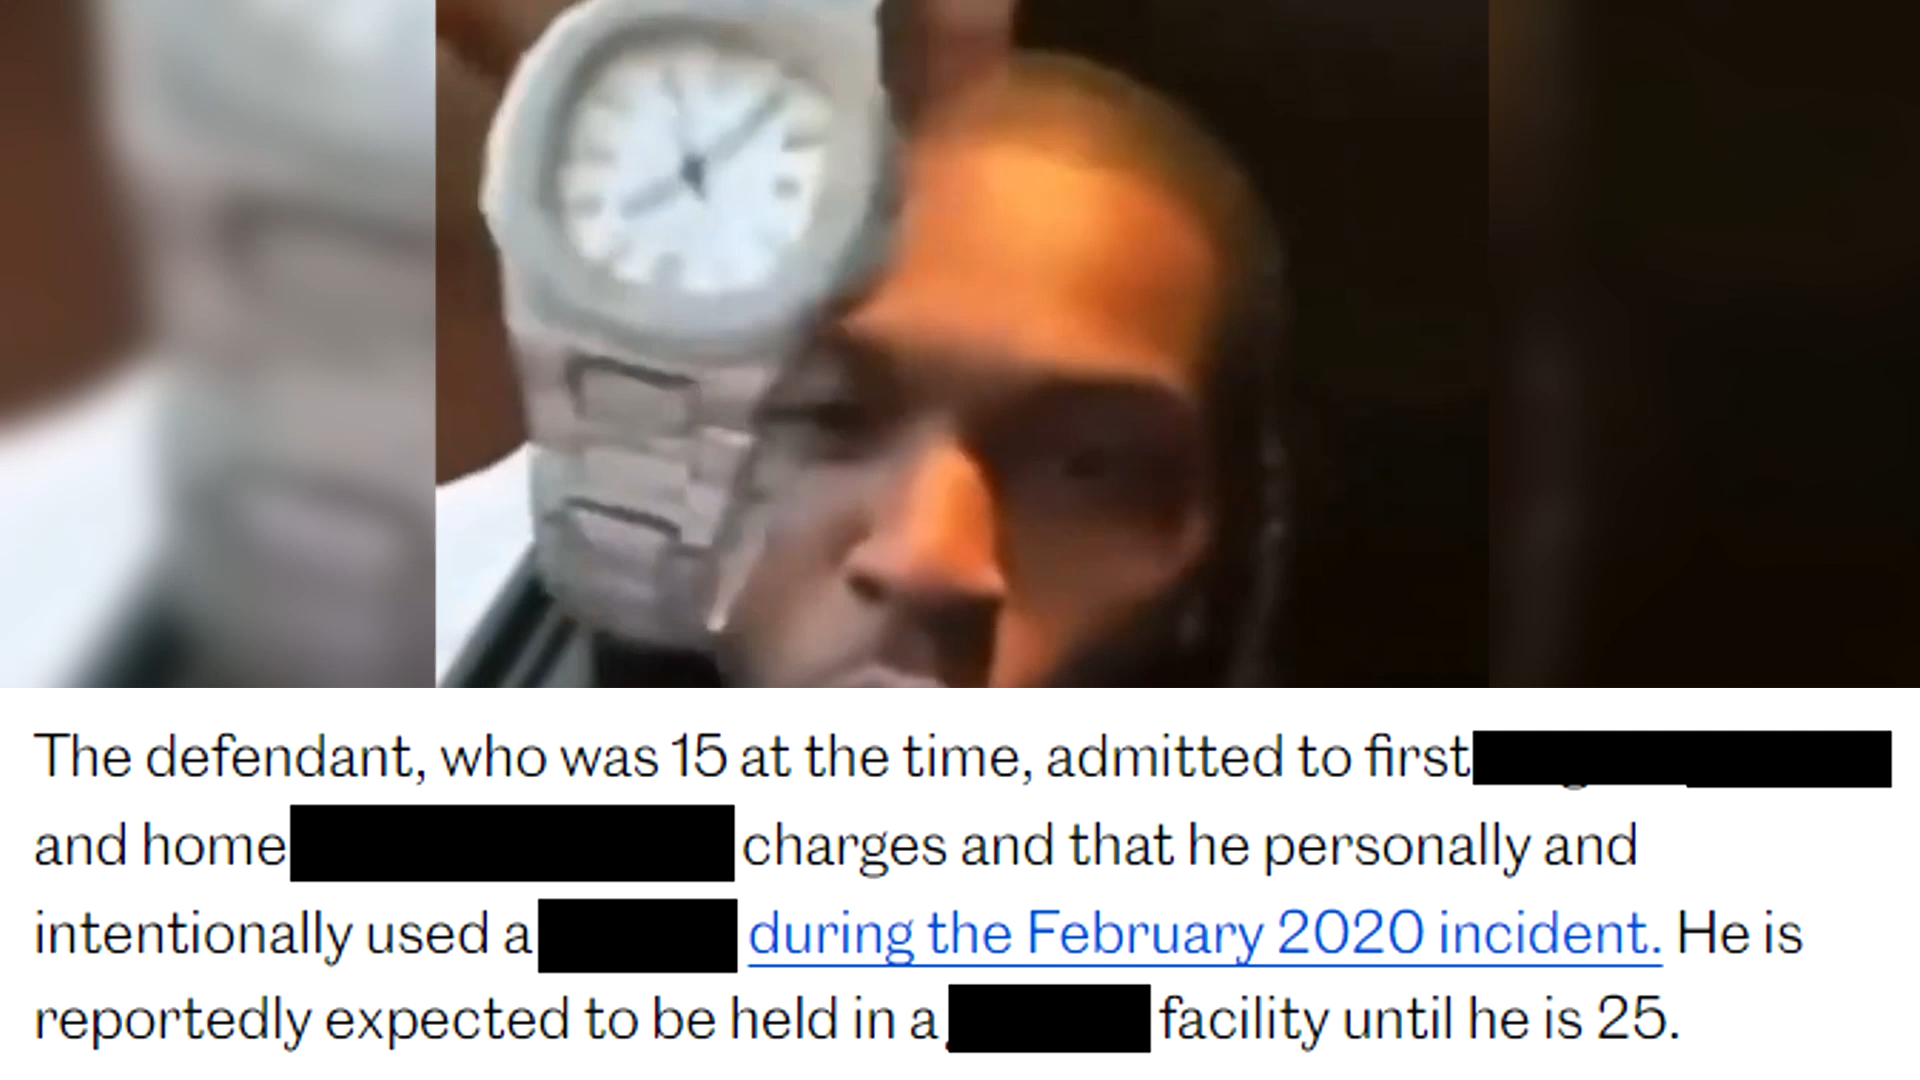 The defendant, who was 15 at the time, admitted to first
and home charges and that he personally and
intentionally used a during the February 2020 incident. He is
reportedly expected to be held in a facility until he is 25.